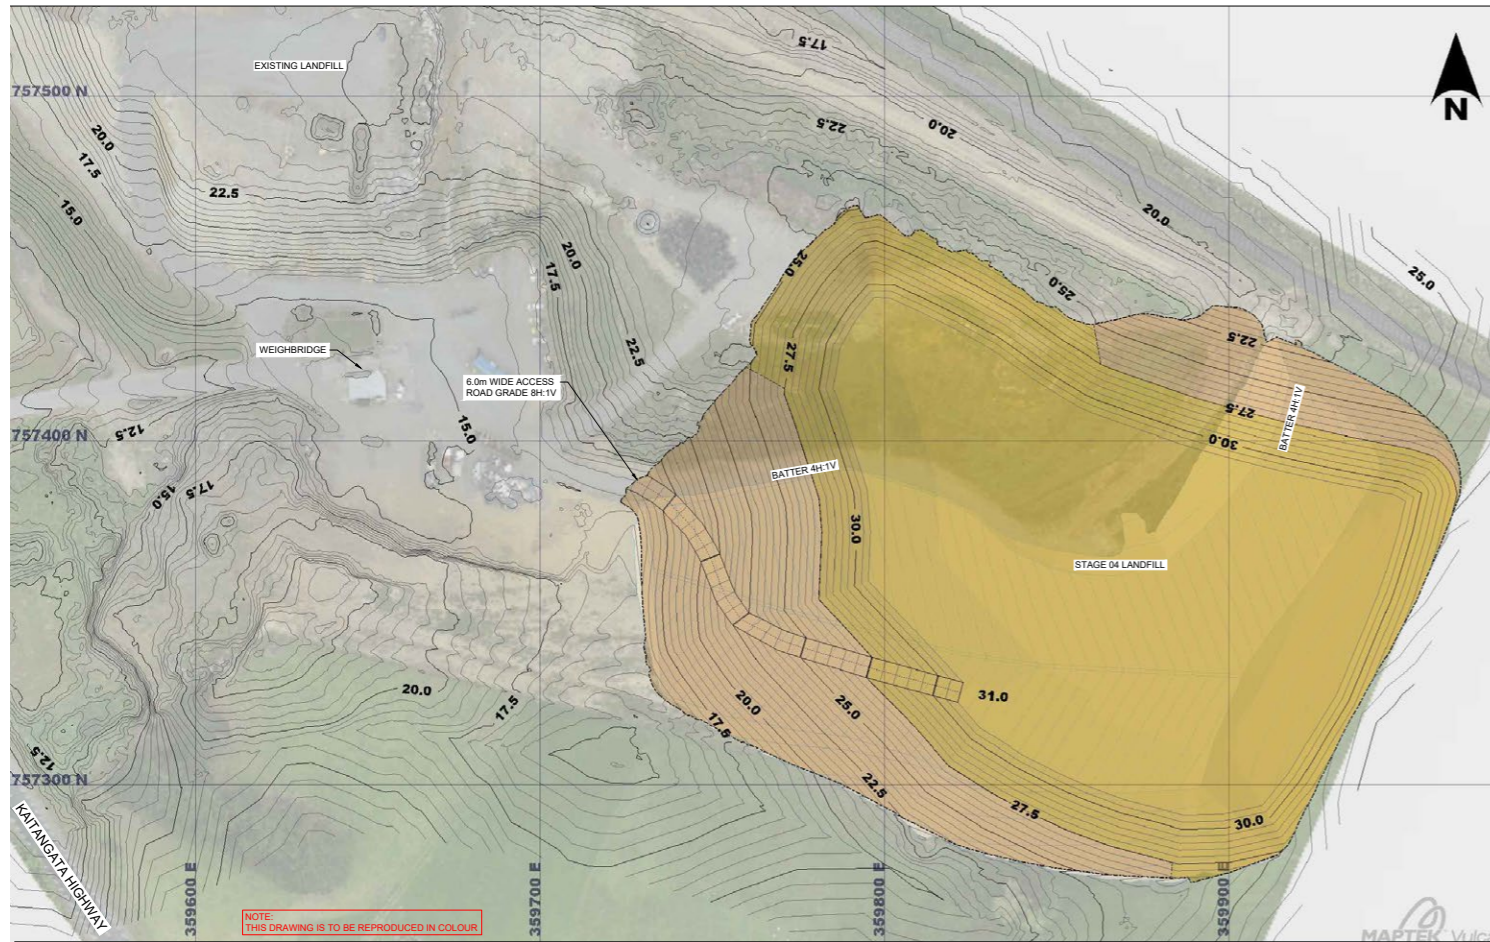 17.5
EXISTING LANDFILL
757500 N
N
20.0
22.5
20.0
17.5
22.5
15.0
20.0
20.0
17.5
25.0
25.0
25.0
22.5
22.5
WEIGHBRIDGE
27.5
6.0m WIDE ACCESS
ROAD GRADE 8H:1V
27.5
BATTER 4H:1V
757400 N
12.5
15.0
30.0
BATTER 4H:1V
17.5
15.0
30.0
STAGE 04 LANDFILL
20.0
31.0
17.5
20.0
25.0
17.5
12.5
757300 N
22.5
27.5
30.0
KAITANGATA HIGHWAY
359600 E
359700 E
359800 E
359900 E
NOTE:
THIS DRAWING IS TO BE REPRODUCED IN COLOUR
MAPTEK Vulc